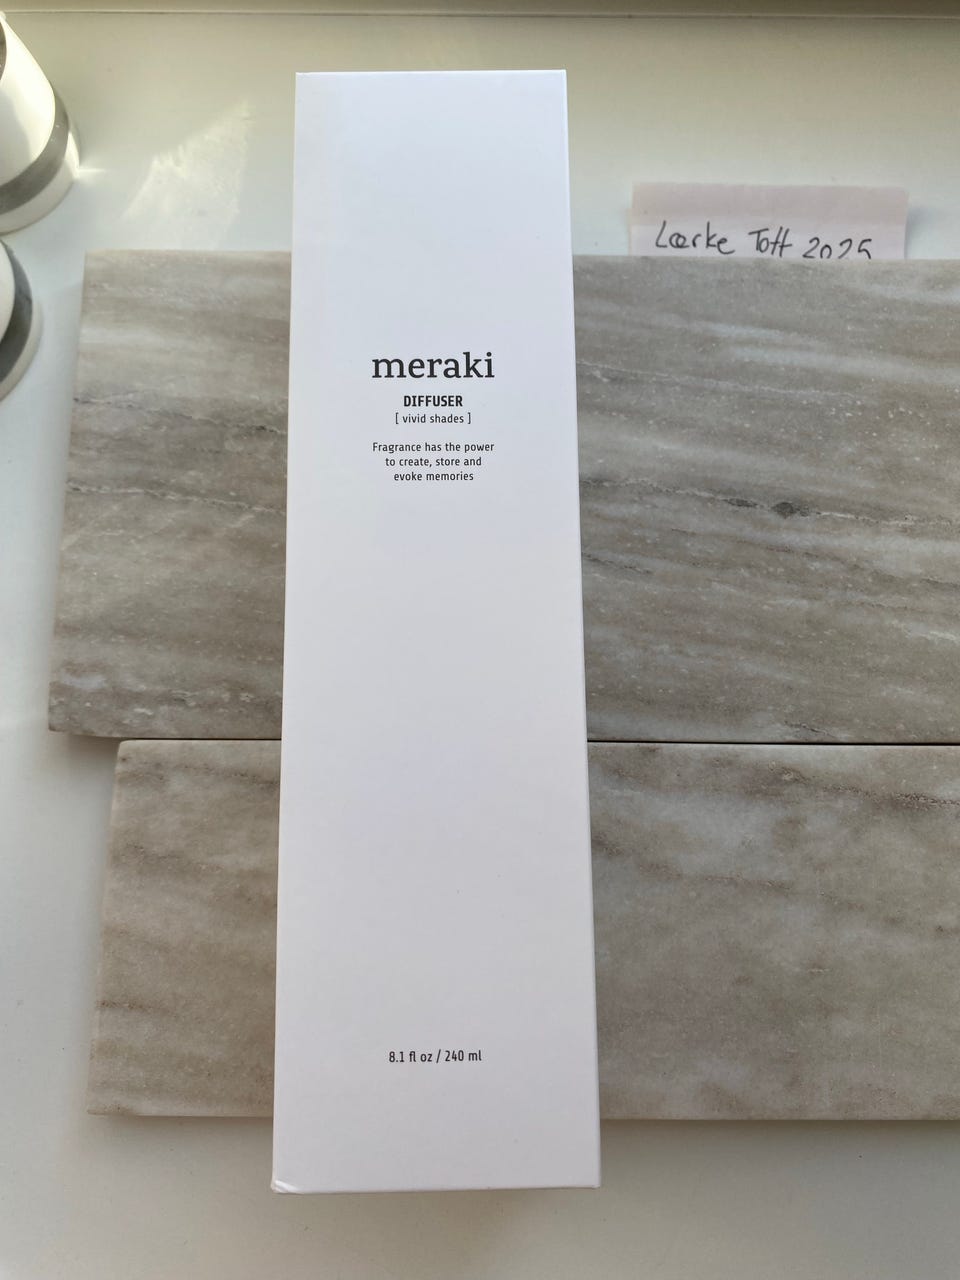 Lærke Toft 2025
meraki
DIFFUSER
[ vivid shades ]
Fragrance has the power
to create, store and
evoke memories
8.1 fl oz / 240 ml